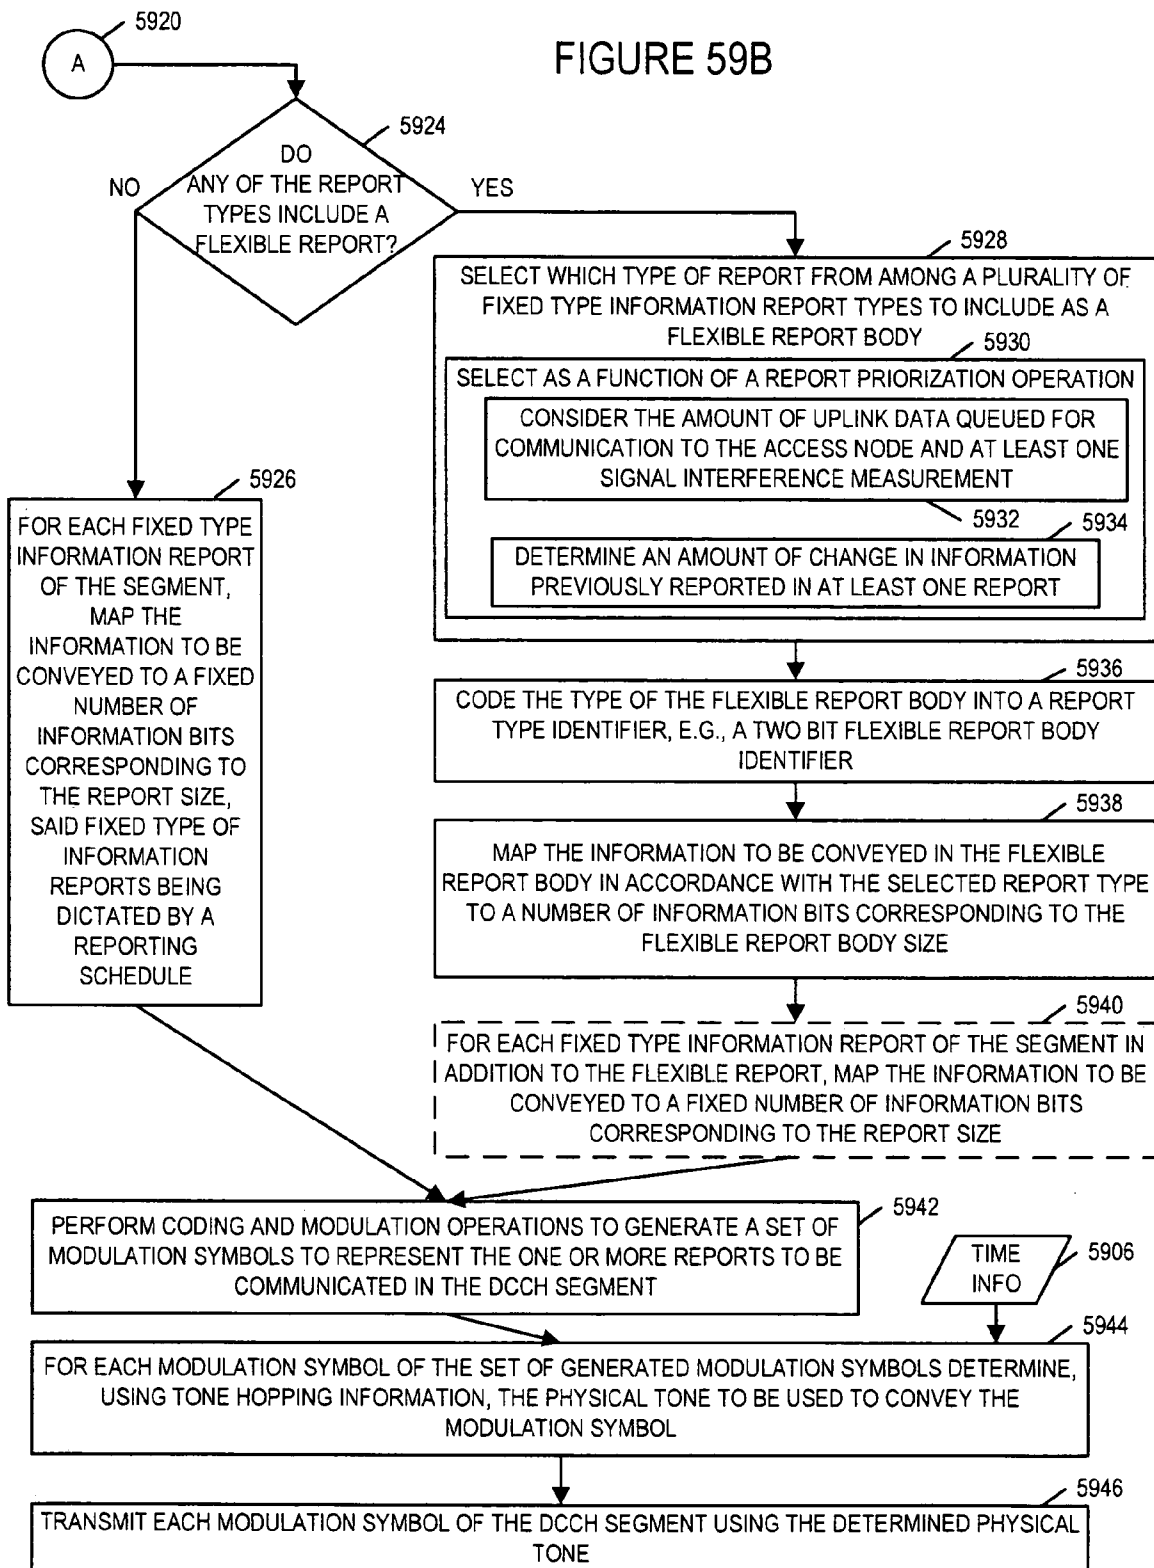 5920
A
FIGURE 59B
5924
DO
ANY OF THE REPORT
TYPES INCLUDE A
FLEXIBLE REPORT?
NO
YES
5928
SELECT WHICH TYPE OF REPORT FROM AMONG A PLURALITY OF
FIXED TYPE INFORMATION REPORT TYPES TO INCLUDE AS A
FLEXIBLE REPORT BODY
5930
SELECT AS A FUNCTION OF A REPORT PRIORIZATION OPERATION
CONSIDER THE AMOUNT OF UPLINK DATA QUEUED FOR
COMMUNICATION TO THE ACCESS NODE AND AT LEAST ONE
SIGNAL INTERFERENCE MEASUREMENT
5932
5934
DETERMINE AN AMOUNT OF CHANGE IN INFORMATION
PREVIOUSLY REPORTED IN AT LEAST ONE REPORT
5926
FOR EACH FIXED TYPE
INFORMATION REPORT
OF THE SEGMENT,
MAP THE
INFORMATION TO BE
CONVEYED TO A FIXED
NUMBER OF
INFORMATION BITS
CORRESPONDING TO
THE REPORT SIZE,
SAID FIXED TYPE OF
INFORMATION
REPORTS BEING
DICTATED BY A
REPORTING
SCHEDULE
5936
CODE THE TYPE OF THE FLEXIBLE REPORT BODY INTO A REPORT
TYPE IDENTIFIER, E.G., A TWO BIT FLEXIBLE REPORT BODY
IDENTIFIER
5938
MAP THE INFORMATION TO BE CONVEYED IN THE FLEXIBLE
REPORT BODY IN ACCORDANCE WITH THE SELECTED REPORT TYPE
TO A NUMBER OF INFORMATION BITS CORRESPONDING TO THE
FLEXIBLE REPORT BODY SIZE
5940
FOR EACH FIXED TYPE INFORMATION REPORT OF THE SEGMENT IN
ADDITION TO THE FLEXIBLE REPORT, MAP THE INFORMATION TO BE
CONVEYED TO A FIXED NUMBER OF INFORMATION BITS
CORRESPONDING TO THE REPORT SIZE
5942
PERFORM CODING AND MODULATION OPERATIONS TO GENERATE A SET OF
MODULATION SYMBOLS TO REPRESENT THE ONE OR MORE REPORTS TO BE
COMMUNICATED IN THE DCCH SEGMENT
TIME
INFO
5906
5944
FOR EACH MODULATION SYMBOL OF THE SET OF GENERATED MODULATION SYMBOLS DETERMINE,
USING TONE HOPPING INFORMATION, THE PHYSICAL TONE TO BE USED TO CONVEY THE
MODULATION SYMBOL
5946
TRANSMIT EACH MODULATION SYMBOL OF THE DCCH SEGMENT USING THE DETERMINED PHYSICAL
TONE